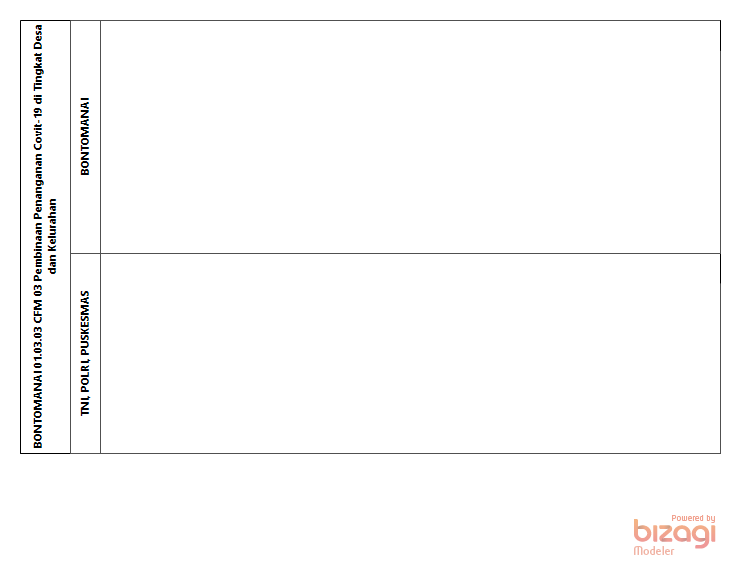 BONTOMANAI 01.03.03 CFM 03 Pembinaan Penanganan Covit-19 di Tingkat Desa
dan Kelurahan
BONTOMANAI
TNI, POLRI, PUSKESMAS
Powered by
bizagi
Modeler